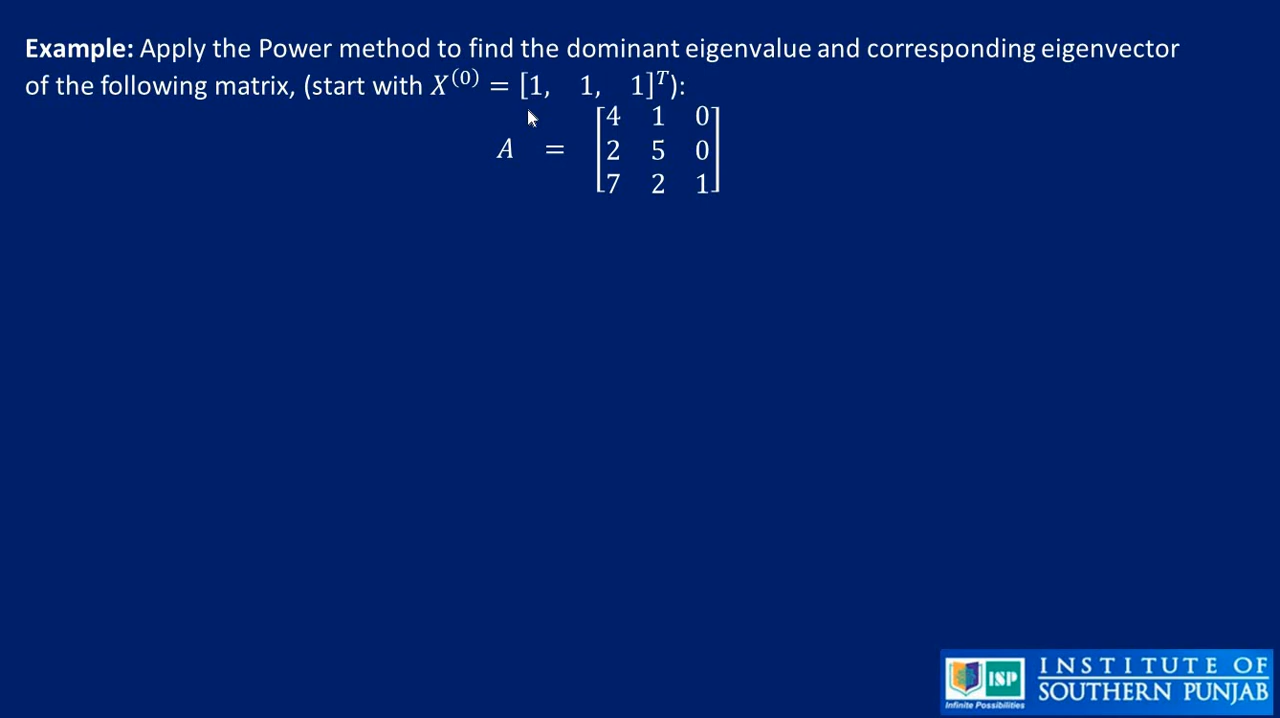 Example: Apply the Power method to find the dominant eigenvalue and corresponding eigenvector
of the following matrix, (start with X⁽⁰⁾ = [1, 1, 1]ᵀ):
A = [4 1 0
2 5 0
7 2 1]
ISP
Infinite Possibilities
INSTITUTE OF
SOUTHERN PUNJAB